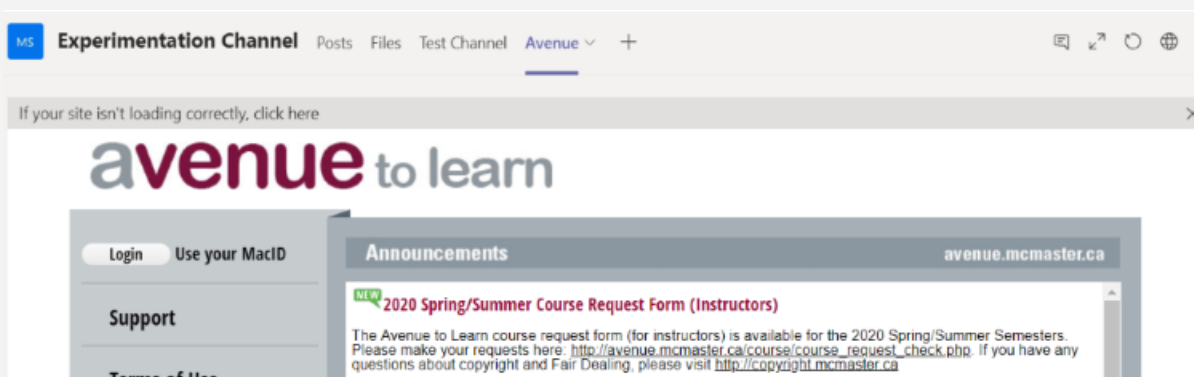 MS Experimentation Channel Posts Files Test Channel Avenue +
If your site isn't loading correctly, click here
avenue to learn
Login Use your MacID
Support
Terms of Use
Announcements avenue.mcmaster.ca
NEW 2020 Spring/Summer Course Request Form (Instructors)
The Avenue to Learn course request form (for instructors) is available for the 2020 Spring/Summer Semesters.
Please make your requests here: http://avenue.mcmaster.ca/course/course_request_check.php. If you have any
questions about copyright and Fair Dealing, please visit http://copyright.mcmaster.ca